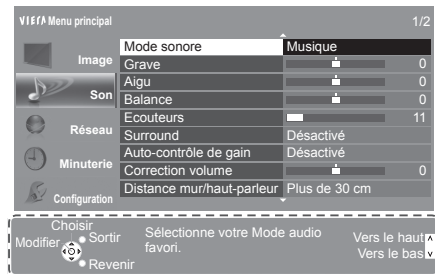 VIErA Menu principal 1/2
Image
Son
Réseau
Minuterie
Configuration
Mode sonore Musique
Grave 0
Aigu 0
Balance 0
Ecouteurs 11
Surround Désactivé
Auto-contrôle de gain Désactivé
Correction volume 0
Distance mur/haut-parleur Plus de 30 cm
Choisir
Modifier
Sortir
Revenir
Sélectionne votre Mode audio
favori.
Vers le haut
Vers le bas